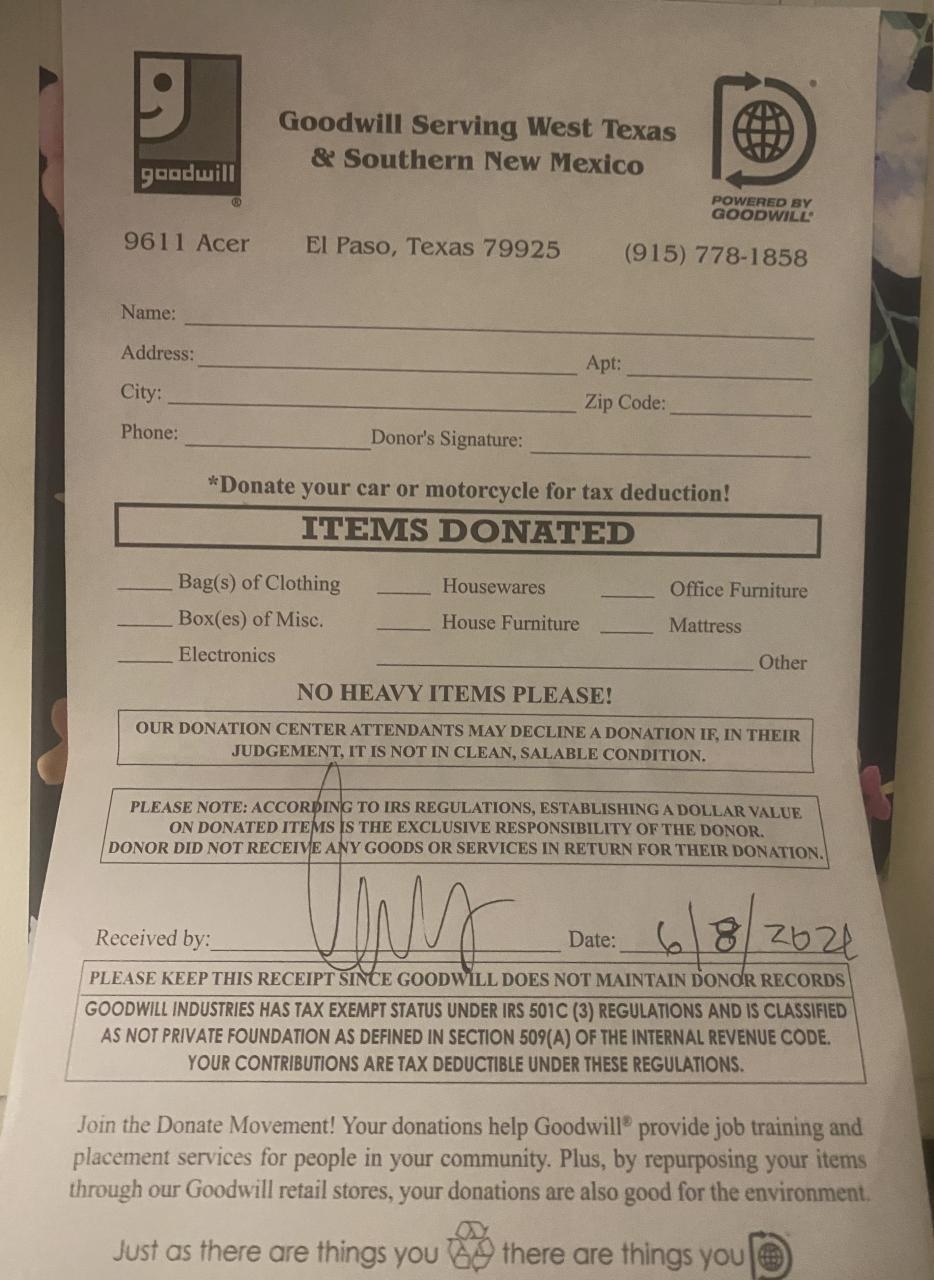 goodwill
®
Goodwill Serving West Texas
& Southern New Mexico
®
POWERED BY
GOODWILL®
9611 Acer El Paso, Texas 79925 (915) 778-1858
Name:
Address: Apt:
City: Zip Code:
Phone: Donor's Signature:
*Donate your car or motorcycle for tax deduction!
ITEMS DONATED
Bag(s) of Clothing Housewares Office Furniture
Box(es) of Misc. House Furniture Mattress
Electronics Other
NO HEAVY ITEMS PLEASE!
OUR DONATION CENTER ATTENDANTS MAY DECLINE A DONATION IF, IN THEIR
JUDGEMENT, IT IS NOT IN CLEAN, SALABLE CONDITION.
PLEASE NOTE: ACCORDING TO IRS REGULATIONS, ESTABLISHING A DOLLAR VALUE
ON DONATED ITEMS IS THE EXCLUSIVE RESPONSIBILITY OF THE DONOR.
DONOR DID NOT RECEIVE ANY GOODS OR SERVICES IN RETURN FOR THEIR DONATION.
Received by: Date: 6/8/
PLEASE KEEP THIS RECEIPT SINCE GOODWILL DOES NOT MAINTAIN DONOR RECORDS
GOODWILL INDUSTRIES HAS TAX EXEMPT STATUS UNDER IRS 501C (3) REGULATIONS AND IS CLASSIFIED
AS NOT PRIVATE FOUNDATION AS DEFINED IN SECTION 509(A) OF THE INTERNAL REVENUE CODE.
YOUR CONTRIBUTIONS ARE TAX DEDUCTIBLE UNDER THESE REGULATIONS.
Join the Donate Movement! Your donations help Goodwill® provide job training and
placement services for people in your community. Plus, by repurposing your items
through our Goodwill retail stores, your donations are also good for the environment.
Just as there are things you there are things you